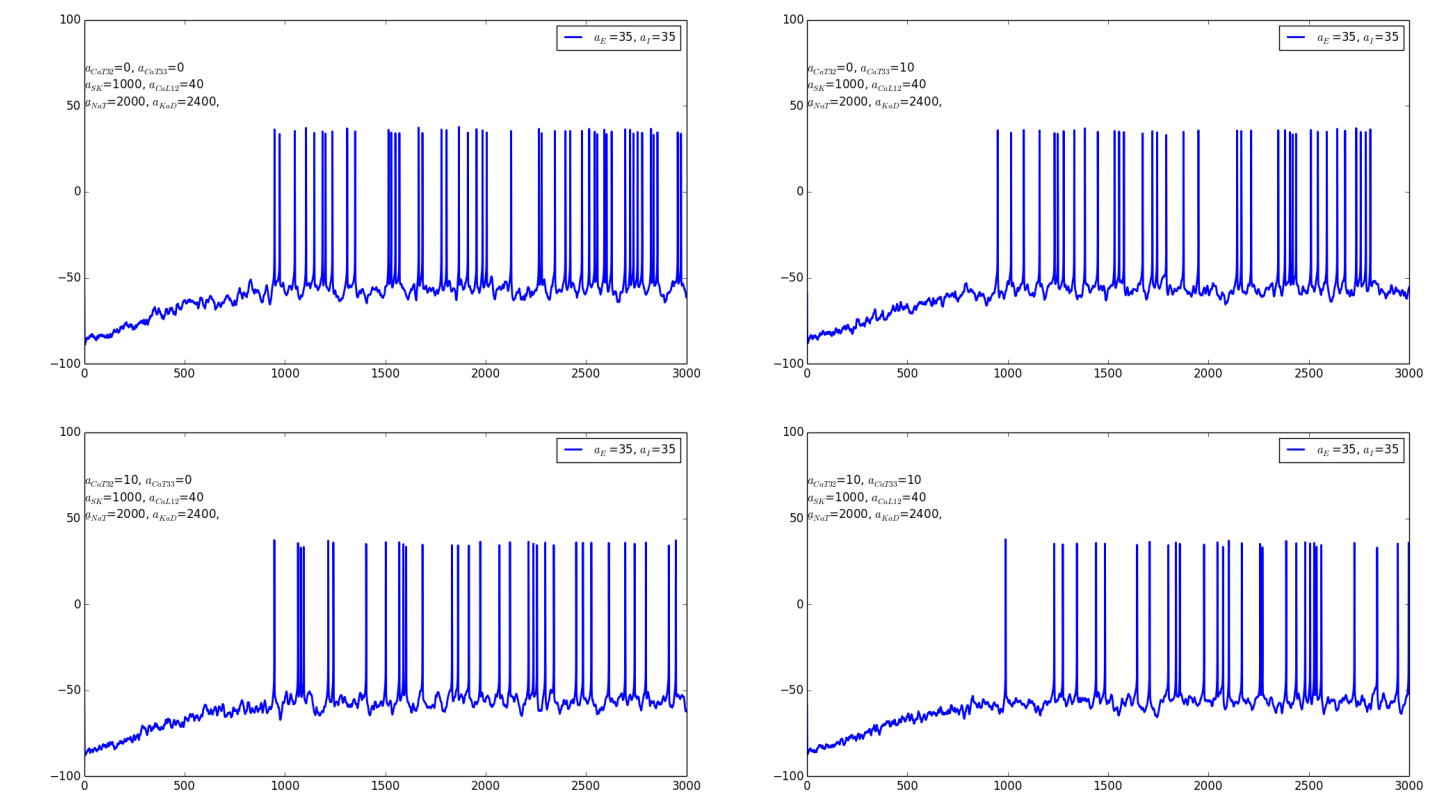 100
50
0
−50
−100
0 500 1000 1500 2000 2500 3000
a_E =35, a_I=35
a_CaT32=0, a_CaT33=0
a_SK=1000, a_CaL12=40
a_NaT=2000, a_KaD=2400,
100
50
0
−50
−100
0 500 1000 1500 2000 2500 3000
a_E =35, a_I=35
a_CaT32=0, a_CaT33=10
a_SK=1000, a_CaL12=40
a_NaT=2000, a_KaD=2400,
100
50
0
−50
−100
0 500 1000 1500 2000 2500 3000
a_E =35, a_I=35
a_CaT32=10, a_CaT33=0
a_SK=1000, a_CaL12=40
a_NaT=2000, a_KaD=2400,
100
50
0
−50
−100
0 500 1000 1500 2000 2500 3000
a_E =35, a_I=35
a_CaT32=10, a_CaT33=10
a_SK=1000, a_CaL12=40
a_NaT=2000, a_KaD=2400,